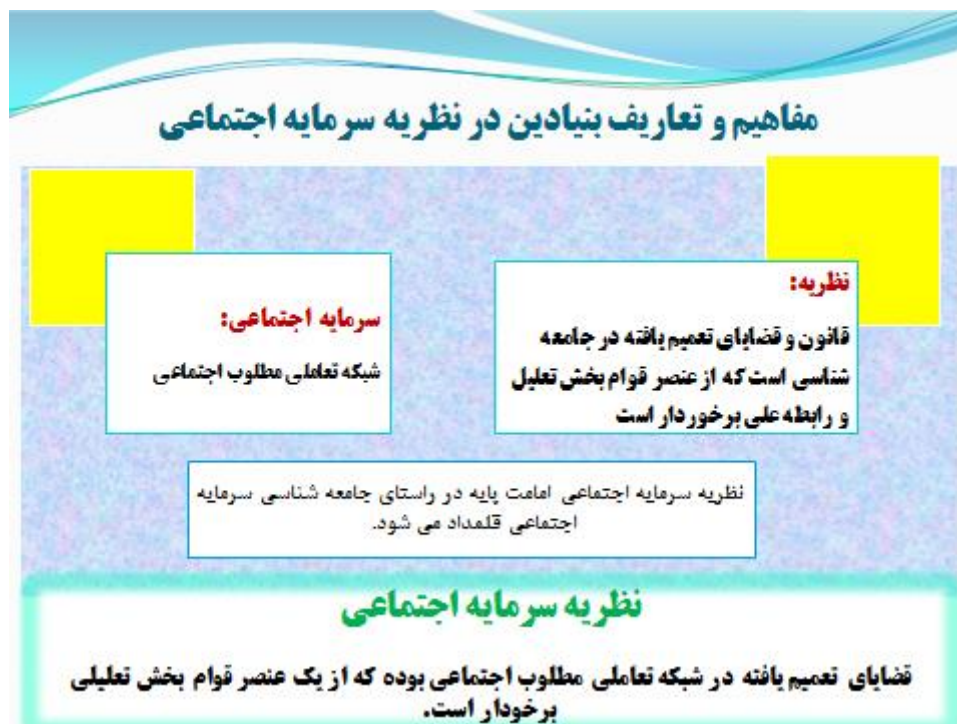 مفاهیم و تعاریف بنیادین در نظریه سرمایه اجتماعی
نظریه:
قانون و قضایای تعمیم یافته در جامعه
شناسی است که از عنصر قوام بخش تعلیل
و رابطه علی برخوردار است
سرمایه اجتماعی:
شبکه تعاملی مطلوب اجتماعی
نظریه سرمایه اجتماعی امامت پایه در راستای جامعه شناسی سرمایه
اجتماعی قلمداد می شود.
نظریه سرمایه اجتماعی
قضایای تعمیم یافته در شبکه تعاملی مطلوب اجتماعی بوده که از یک عنصر قوام بخش تعلیلی
برخودار است.